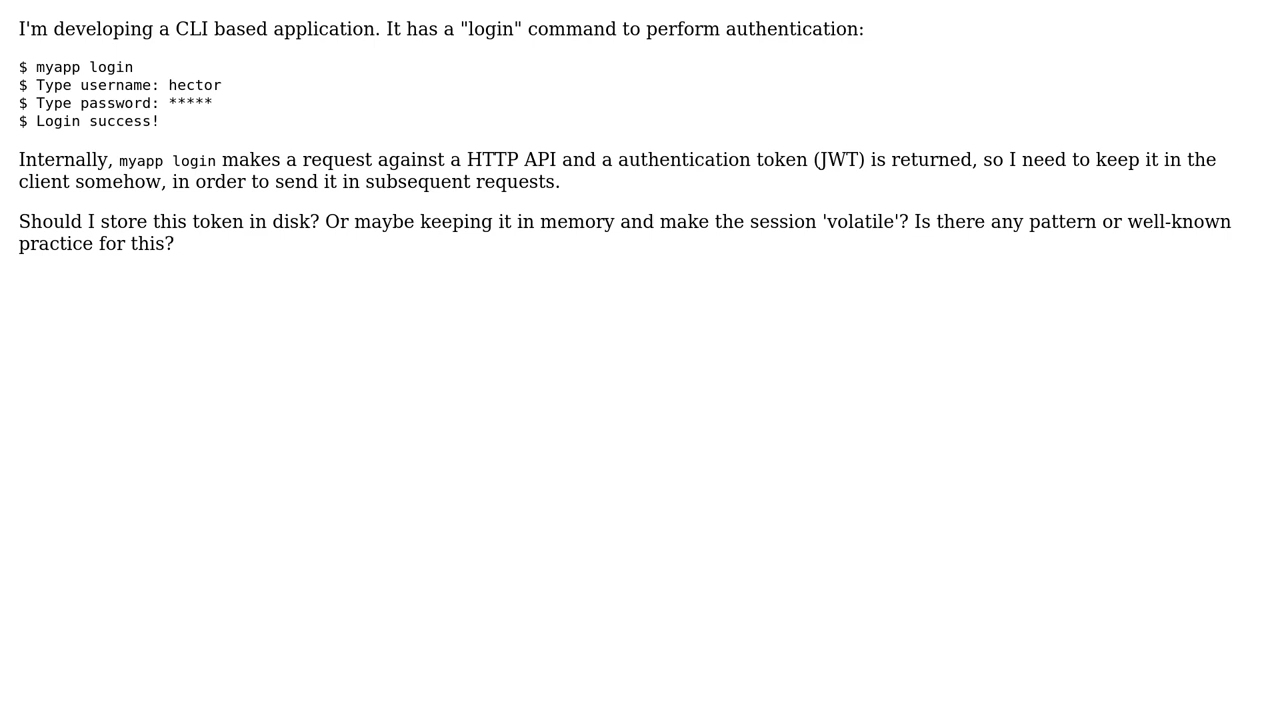 I'm developing a CLI based application. It has a "login" command to perform authentication:
$ myapp login
$ Type username: hector
$ Type password: *****
$ Login success!
Internally, myapp login makes a request against a HTTP API and a authentication token (JWT) is returned, so I need to keep it in the
client somehow, in order to send it in subsequent requests.
Should I store this token in disk? Or maybe keeping it in memory and make the session 'volatile'? Is there any pattern or well-known
practice for this?